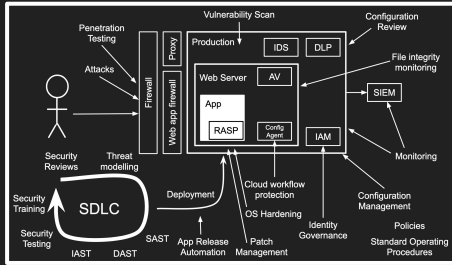 Vulnerability Scan
Configuration
Review
Penetration
Testing
Proxy
Production
IDS
DLP
File integrity
monitoring
Attacks
Firewall
Web app firewall
Web Server
AV
App
RASP
Config
Agent
IAM
SIEM
Monitoring
Security
Reviews
Threat
modelling
Cloud workflow
protection
Configuration
Management
Deployment
OS Hardening
Security
Training
SDLC
Security
Testing
IAST
DAST
SAST
App Release
Automation
Patch
Management
Identity
Governance
Policies
Standard Operating
Procedures